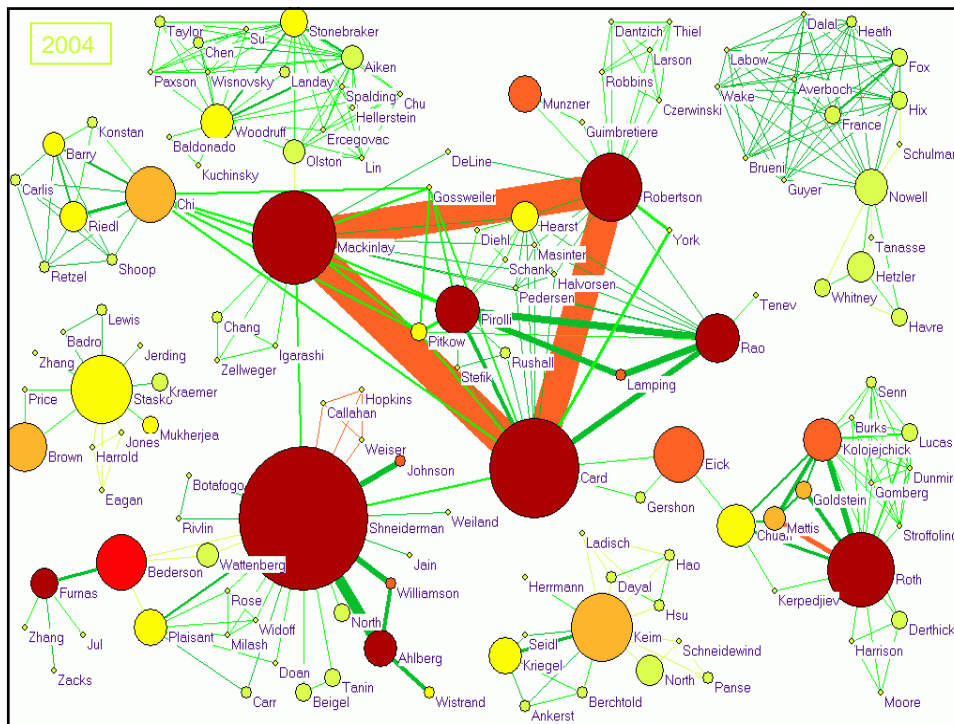 2004
Taylor
Su
Stonebraker
Chen
Aiken
Paxson
Wisnovsky
Landay
Spalding
Chu
Hellerstein
Woodruff
Ercegovac
Baldonado
Olston
Lin
Kuchinsky
Dantzich
Thiel
Larson
Robbins
Czerwinski
Munzner
Guimbretiere
DeLine
Robertson
Dalal
Heath
Labow
Fox
Wake
Averboch
Hix
France
Schulman
Brueni
Guyer
Nowell
Tanasse
Hetzler
Whitney
Havre
Konstan
Barry
Carlis
Chi
Riedl
Retzel
Shoop
Gossweiler
Mackinlay
Hearst
York
Diehl
Masinter
Schank
Halvorsen
Pedersen
Tenev
Pirolli
Chang
Pitkow
Rao
Igarashi
Zellweger
Rushall
Stefik
Lamping
Lewis
Badro
Jerding
Zhang
Price
Stasko
Kraemer
Mukherjea
Jones
Brown
Harrold
Eagan
Hopkins
Callahan
Weiser
Johnson
Card
Eick
Gershon
Botafogo
Rivlin
Shneiderman
Weiland
Senn
Burks
Lucas
Kolojejchick
Dunmire
Goldstein
Gomberg
Mattis
Chuah
Stroffolino
Roth
Kerpedjiev
Derthick
Harrison
Moore
Wattenberg
Bederson
Furnas
Jain
Williamson
Rose
North
Zhang
Jul
Plaisant
Widoff
Milash
Ahlberg
Doan
Zacks
Tanin
Carr
Beigel
Wistrand
Ladisch
Hao
Herrmann
Dayal
Hsu
Seidl
Keim
Schneidewind
Kriegel
North
Panse
Berchtold
Ankerst